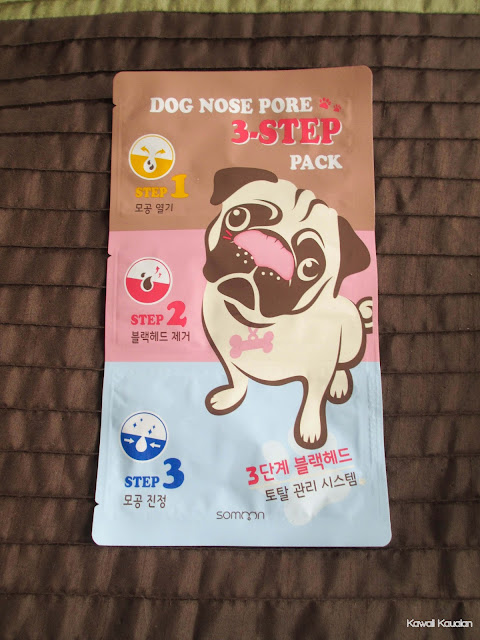 DOG NOSE PORE
3-STEP
PACK
STEP 1
모공 열기
STEP 2
블랙헤드 제거
STEP 3
모공 진정
3단계 블랙헤드
토탈 관리 시스템
somoon
Kawaii Kaualan